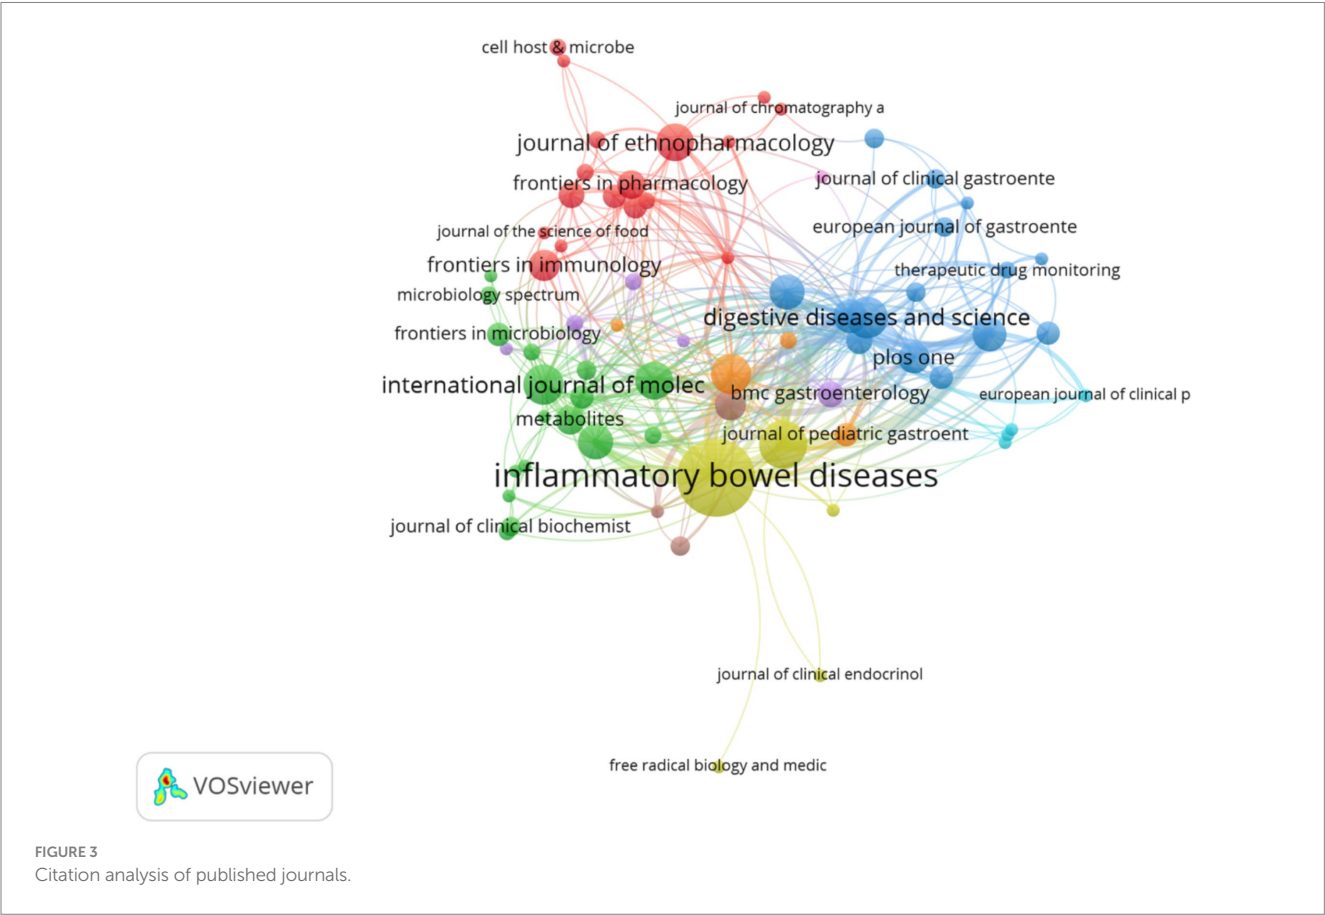 cell host & microbe
journal of chromatography a
journal of ethnopharmacology
journal of clinical gastroente
frontiers in pharmacology
european journal of gastroente
journal of the science of food
frontiers in immunology
therapeutic drug monitoring
microbiology spectrum
digestive diseases and science
frontiers in microbiology
plos one
international journal of molec
bmc gastroenterology
european journal of clinical p
metabolites
journal of pediatric gastroent
inflammatory bowel diseases
journal of clinical biochemist
journal of clinical endocrinol
free radical biology and medic
VOSviewer
FIGURE 3
Citation analysis of published journals.